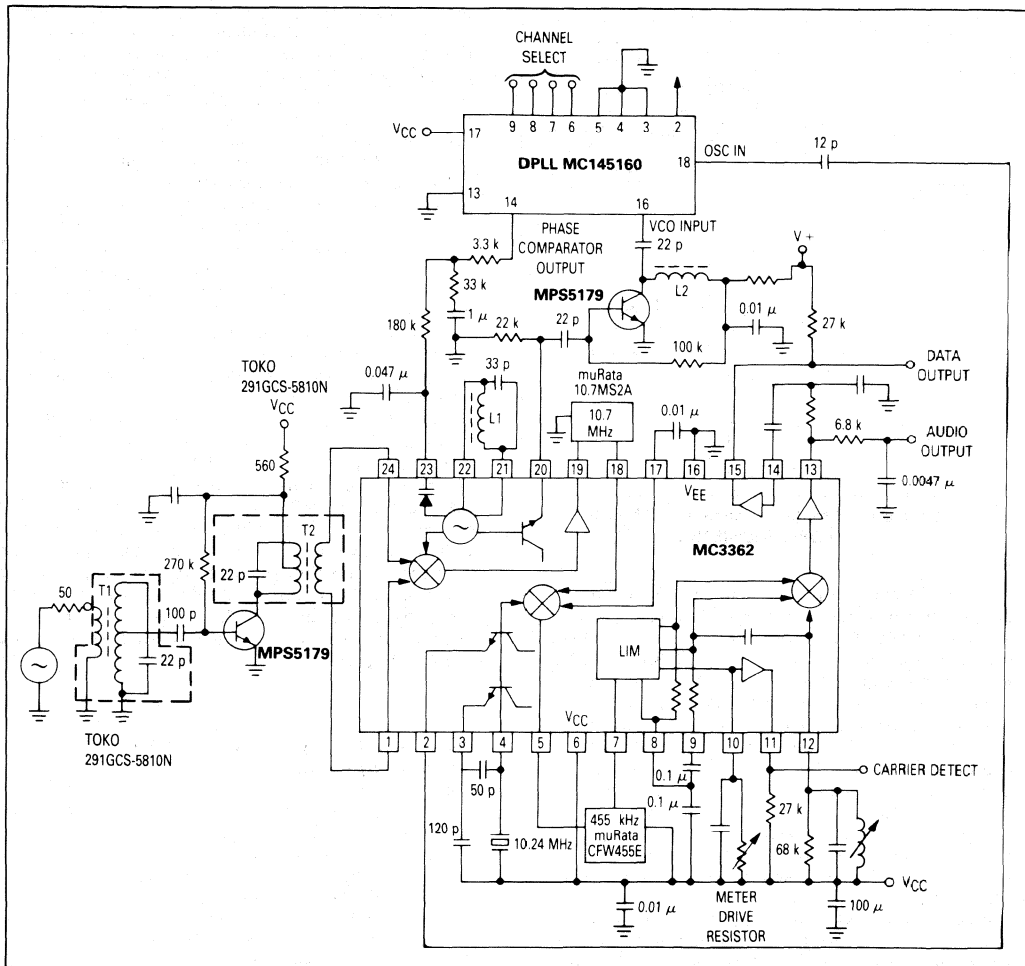 CHANNEL
SELECT
9 8 7 6 5 4 3 2
VCC 17
DPLL MC145160
18 OSC IN
12 p
13
14
16
PHASE
COMPARATOR
OUTPUT
VCO INPUT
22 p
V +
3.3 k
33 k
1 μ
MPS5179
L2
0.01 μ
27 k
180 k
22 k
22 p
100 k
DATA
OUTPUT
TOKO
291GCS-5810N
VCC
0.047 μ
33 p
L1
muRata
10.7MS2A
10.7
MHz
0.01 μ
6.8 k
AUDIO
OUTPUT
0.0047 μ
560
24 23 22 21 20 19 18 17 16 15 14 13
VEE
MC3362
T2
270 k
22 p
50
T1
100 p
22 p
MPS5179
LIM
TOKO
291GCS-5810N
VCC
1 2 3 4 5 6 7 8 9 10 11 12
50 p
0.1 μ
0.1 μ
CARRIER DETECT
27 k
120 p
10.24 MHz
455 kHz
muRata
CFW455E
68 k
VCC
0.01 μ
METER
DRIVE
RESISTOR
100 μ